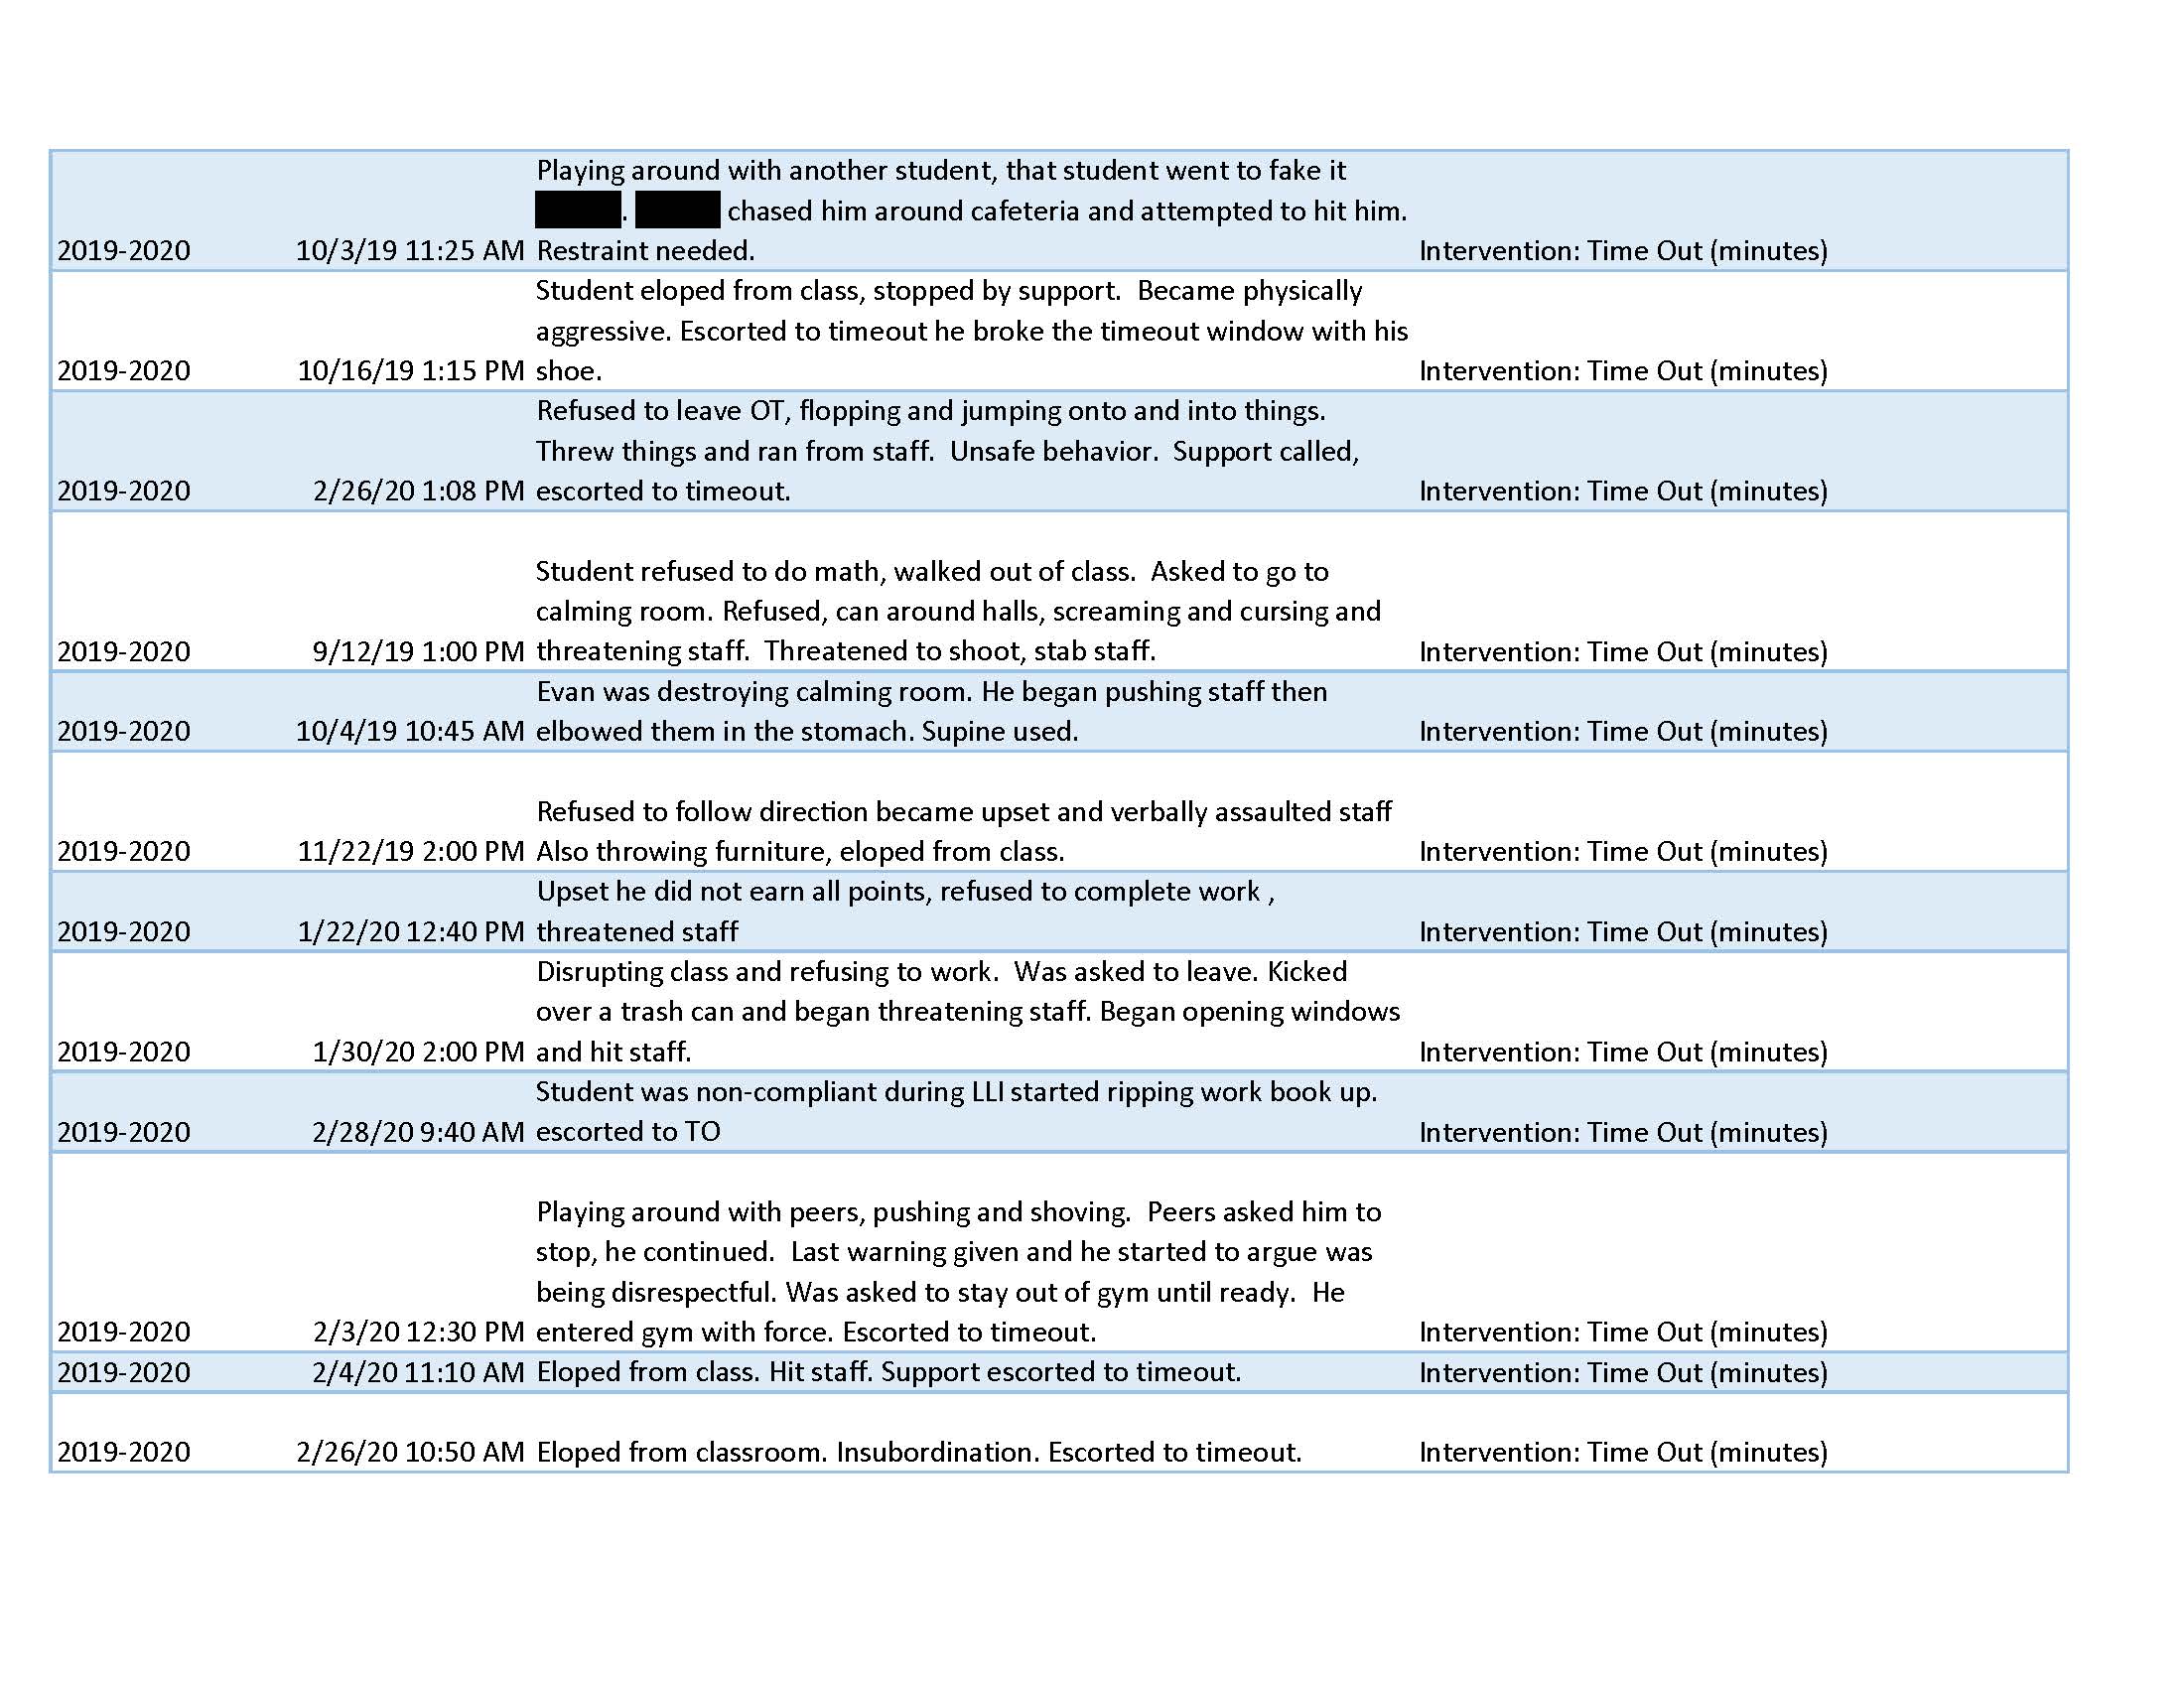 Playing around with another student, that student went to fake it
. chased him around cafeteria and attempted to hit him.
2019-2020 10/3/19 11:25 AM Restraint needed. Intervention: Time Out (minutes)
Student eloped from class, stopped by support.  Became physically
aggressive. Escorted to timeout he broke the timeout window with his
2019-2020 10/16/19 1:15 PM shoe. Intervention: Time Out (minutes)
Refused to leave OT, flopping and jumping onto and into things.
Threw things and ran from staff.  Unsafe behavior.  Support called,
2019-2020 2/26/20 1:08 PM escorted to timeout. Intervention: Time Out (minutes)
Student refused to do math, walked out of class.  Asked to go to
calming room. Refused, can around halls, screaming and cursing and
2019-2020 9/12/19 1:00 PM threatening staff.  Threatened to shoot, stab staff. Intervention: Time Out (minutes)
Evan was destroying calming room. He began pushing staff then
2019-2020 10/4/19 10:45 AM elbowed them in the stomach. Supine used. Intervention: Time Out (minutes)
Refused to follow direction became upset and verbally assaulted staff
2019-2020 11/22/19 2:00 PM Also throwing furniture, eloped from class. Intervention: Time Out (minutes)
Upset he did not earn all points, refused to complete work ,
2019-2020 1/22/20 12:40 PM threatened staff Intervention: Time Out (minutes)
Disrupting class and refusing to work.  Was asked to leave. Kicked
over a trash can and began threatening staff. Began opening windows
2019-2020 1/30/20 2:00 PM and hit staff. Intervention: Time Out (minutes)
Student was non-compliant during LLI started ripping work book up.
2019-2020 2/28/20 9:40 AM escorted to TO Intervention: Time Out (minutes)
Playing around with peers, pushing and shoving.  Peers asked him to
stop, he continued.  Last warning given and he started to argue was
being disrespectful. Was asked to stay out of gym until ready.  He
2019-2020 2/3/20 12:30 PM entered gym with force. Escorted to timeout. Intervention: Time Out (minutes)
2019-2020 2/4/20 11:10 AM Eloped from class. Hit staff. Support escorted to timeout. Intervention: Time Out (minutes)
2019-2020 2/26/20 10:50 AM Eloped from classroom. Insubordination. Escorted to timeout. Intervention: Time Out (minutes)